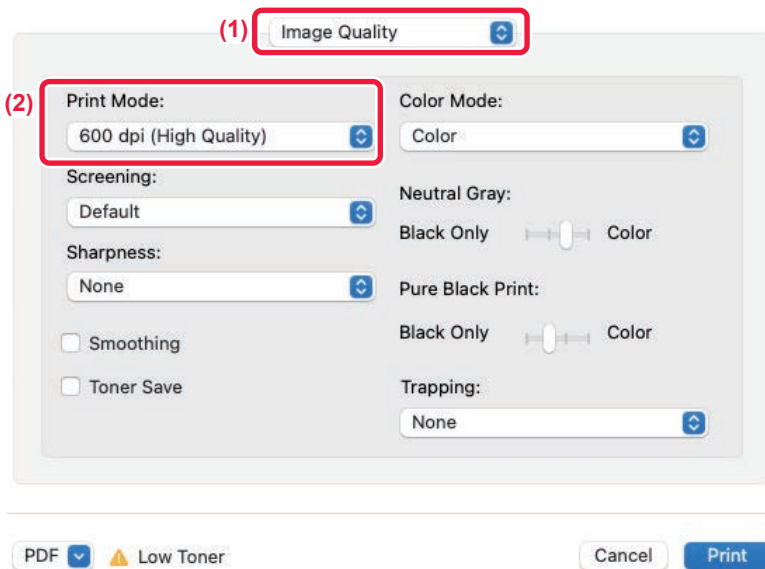 (1) Image Quality
(2) Print Mode:
600 dpi (High Quality)
Screening:
Default
Sharpness:
None
Smoothing
Toner Save
Color Mode:
Color
Neutral Gray:
Black Only Color
Pure Black Print:
Black Only Color
Trapping:
None
PDF Low Toner Cancel Print